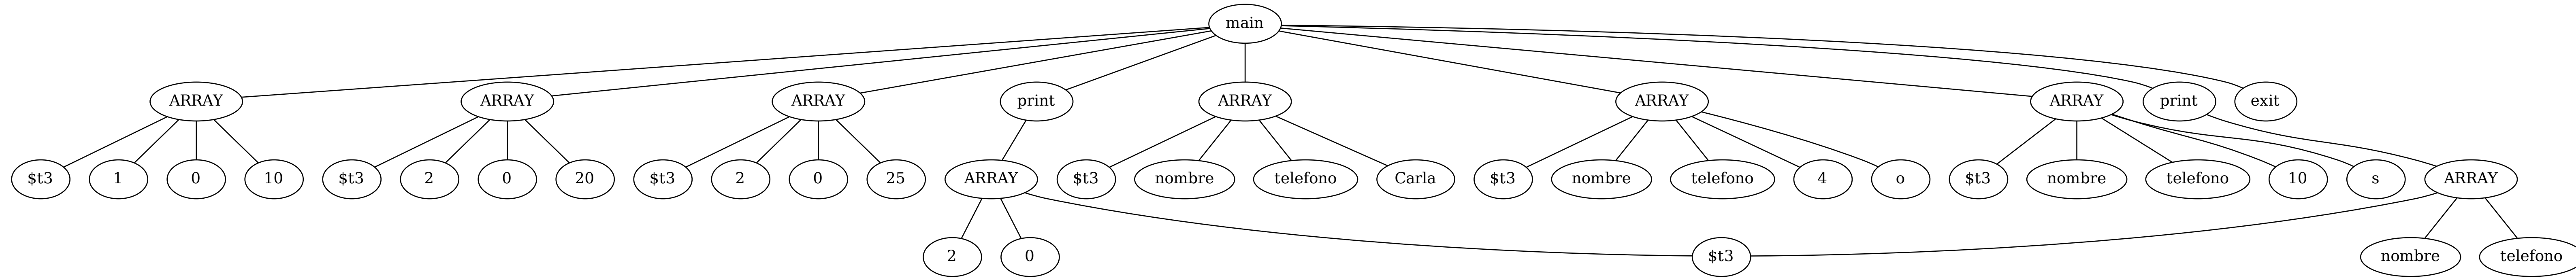 main
ARRAY ARRAY ARRAY print ARRAY ARRAY ARRAY print exit
$t3 1 0 10 $t3 2 0 20 $t3 2 0 25 ARRAY $t3 nombre telefono Carla $t3 nombre telefono 4 o $t3 nombre telefono 10 s ARRAY
2 0 $t3 nombre telefono